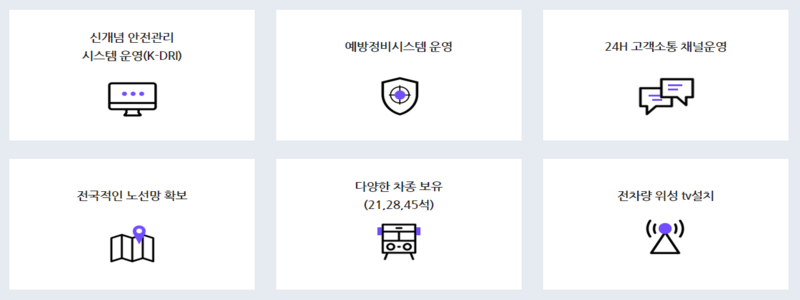 신개념 안전관리
시스템 운영(K-DRI)
예방정비시스템 운영
24H 고객소통 채널운영
전국적인 노선망 확보
다양한 차종 보유
(21,28,45석)
전차량 위성 tv설치